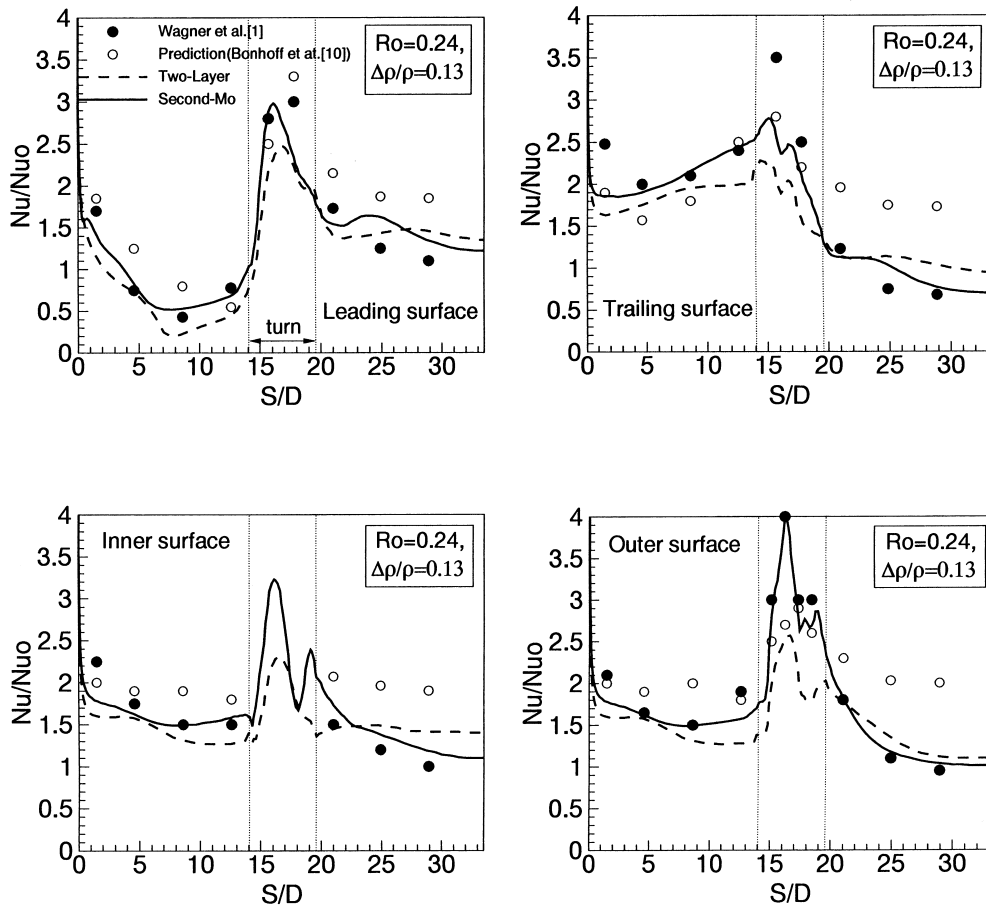 4
3.5
3
2.5
2
1.5
1
0.5
0
Nu/Nuo
Wagner et al.[1]
Prediction(Bonhoff et af.[10])
Two-Layer
Second-Mo
Ro=0.24,
Δρ/ρ=0.13
turn
Leading surface
0 5 10 15 20 25 30
S/D
4
3.5
3
2.5
2
1.5
1
0.5
0
Nu/Nuo
Ro=0.24,
Δρ/ρ=0.13
Trailing surface
0 5 10 15 20 25 30
S/D
4
3.5
3
2.5
2
1.5
1
0.5
0
Nu/Nuo
Inner surface
Ro=0.24,
Δρ/ρ=0.13
0 5 10 15 20 25 30
S/D
4
3.5
3
2.5
2
1.5
1
0.5
0
Nu/Nuo
Outer surface
Ro=0.24,
Δρ/ρ=0.13
0 5 10 15 20 25 30
S/D